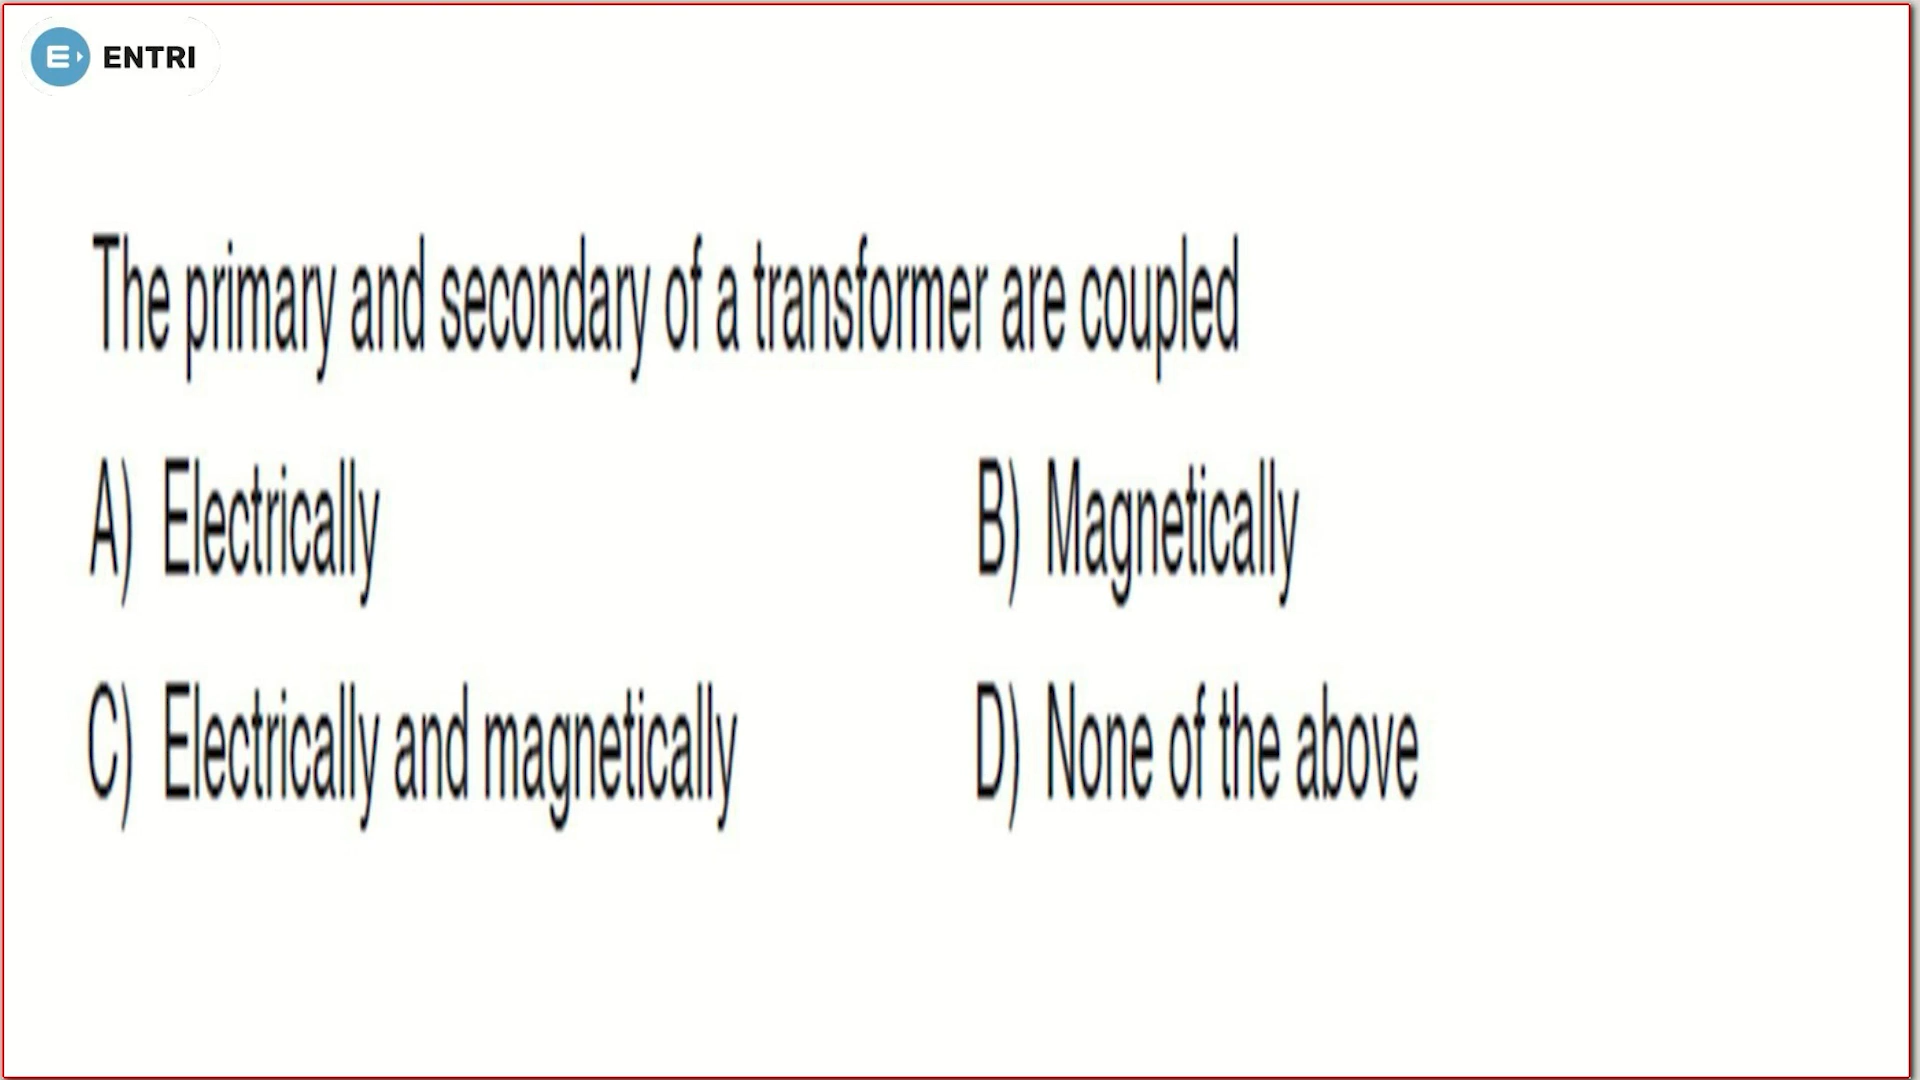 ENTRI
The primary and secondary of a transformer are coupled
A) Electrically B) Magnetically
C) Electrically and magnetically D) None of the above